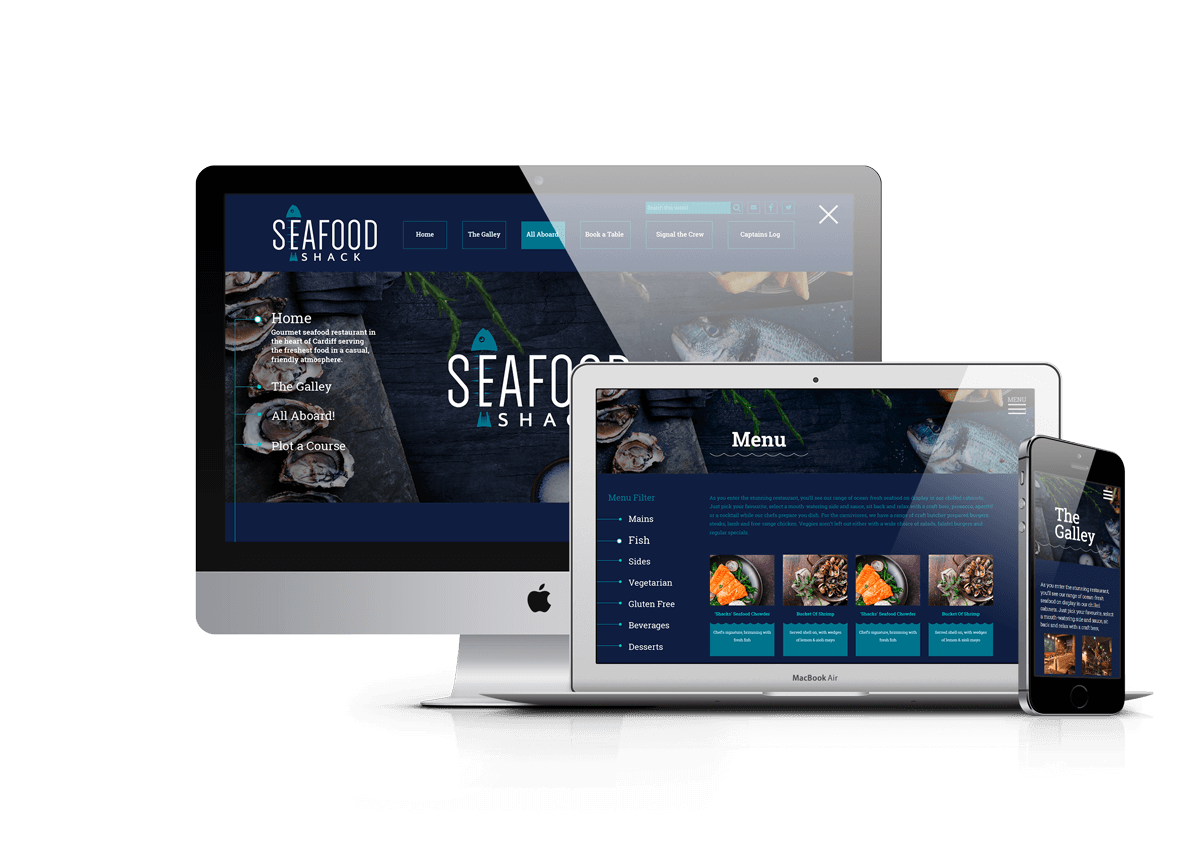 SEAFOOD
SHACK
Search this ocean
Home
The Galley
All Aboard!
Book a Table
Signal the Crew
Captains Log
Home
Gourmet seafood restaurant in
the heart of Cardiff serving
the freshest food in a casual,
friendly atmosphere.
The Galley
All Aboard!
Plot a Course
SEAFOOD
SHACK
MENU
Menu
Menu Filter
Mains
Fish
Sides
Vegetarian
Gluten Free
Beverages
Desserts
As you enter the stunning restaurant, you'll see our range of ocean fresh seafood on display at our chilled cabinets.
Just pick your favourite, select a mouth-watering side and sauce, sit back and relax with a craft beer, prosecco, aperitif
or a cocktail while our chefs prepare you dish. For the carnivores, we have a range of craft butcher prepared burgers,
steaks, lamb and free range chicken. Veggies aren't left out either with a wide choice of salads, falafel burgers and
regular specials.
'Shacks' Seafood Chowder
Bucket Of Shrimp
'Shacks' Seafood Chowder
Bucket Of Shrimp
Chef's signature, brimming with
fresh fish
Served shell on, with wedges
of lemon & aioli mayo
Chef's signature, brimming with
fresh fish
Served shell on, with wedges
of lemon & aioli mayo
MacBook Air
The
Galley
As you enter the stunning restaurant,
you'll see our range of ocean fresh
seafood on display at our chilled
cabinets. Just pick your favourite, select
a mouth-watering side and sauce, sit
back and relax with a craft beer,